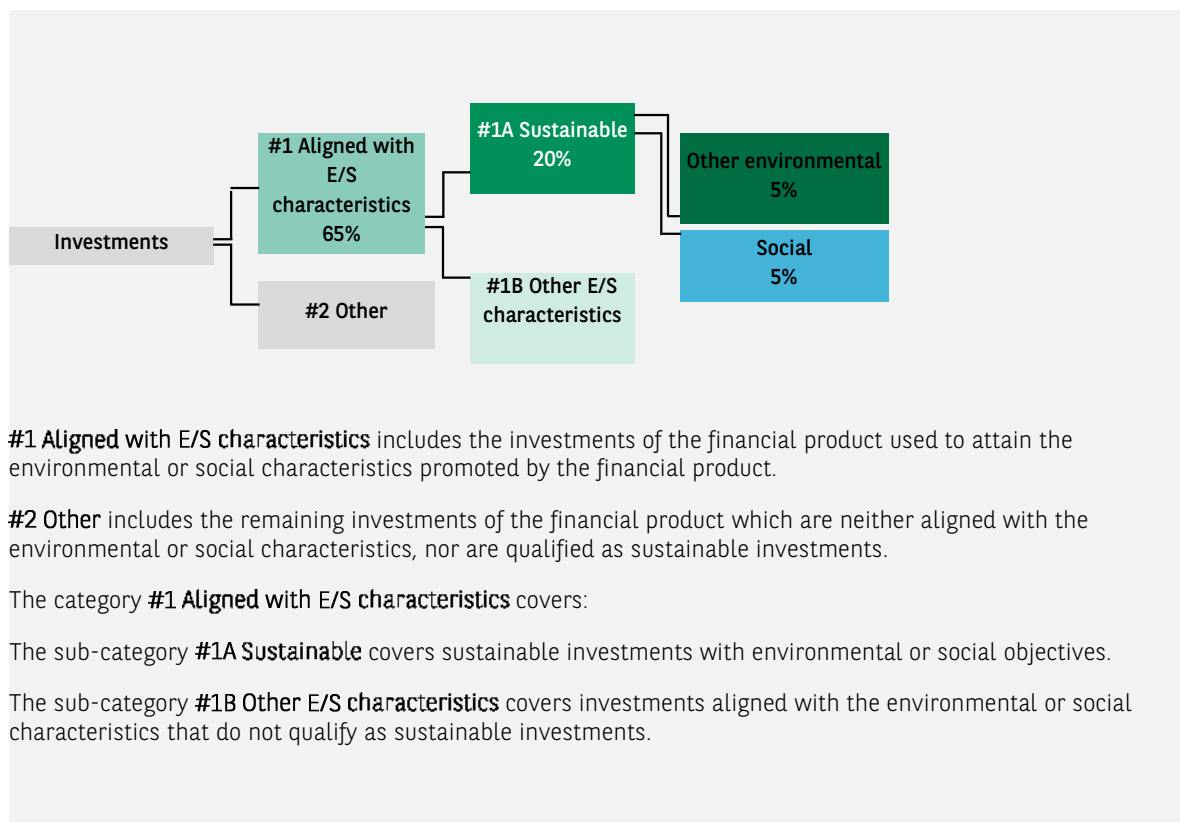 #1A Sustainable
20%
#1 Aligned with
E/S
characteristics
65%
Other environmental
5%
Investments
Social
5%
#2 Other
#1B Other E/S
characteristics
#1 Aligned with E/S characteristics includes the investments of the financial product used to attain the
environmental or social characteristics promoted by the financial product.
#2 Other includes the remaining investments of the financial product which are neither aligned with the
environmental or social characteristics, nor are qualified as sustainable investments.
The category #1 Aligned with E/S characteristics covers:
The sub-category #1A Sustainable covers sustainable investments with environmental or social objectives.
The sub-category #1B Other E/S characteristics covers investments aligned with the environmental or social
characteristics that do not qualify as sustainable investments.